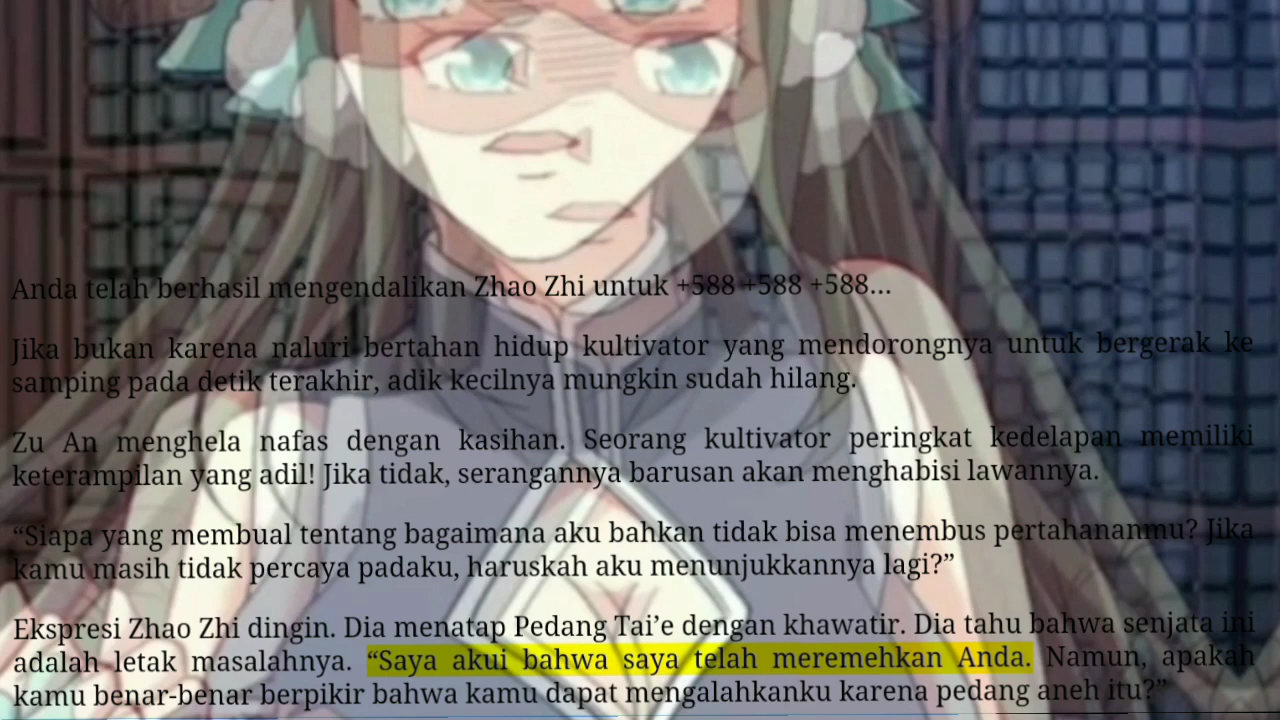 Anda telah berhasil mengendalikan Zhao Zhi untuk +588 +588 +588…
Jika bukan karena naluri bertahan hidup kultivator yang mendorongnya untuk bergerak ke
samping pada detik terakhir, adik kecilnya mungkin sudah hilang.
Zu An menghela nafas dengan kasihan. Seorang kultivator peringkat kedelapan memiliki
keterampilan yang adil! Jika tidak, serangannya barusan akan menghabisi lawannya.
“Siapa yang membual tentang bagaimana aku bahkan tidak bisa menembus pertahananmu? Jika
kamu masih tidak percaya padaku, haruskah aku menunjukkannya lagi?”
Ekspresi Zhao Zhi dingin. Dia menatap Pedang Tai’e dengan khawatir. Dia tahu bahwa senjata ini
adalah letak masalahnya. “Saya akui bahwa saya telah meremehkan Anda. Namun, apakah
kamu benar-benar berpikir bahwa kamu dapat mengalahkanku karena pedang aneh itu?”